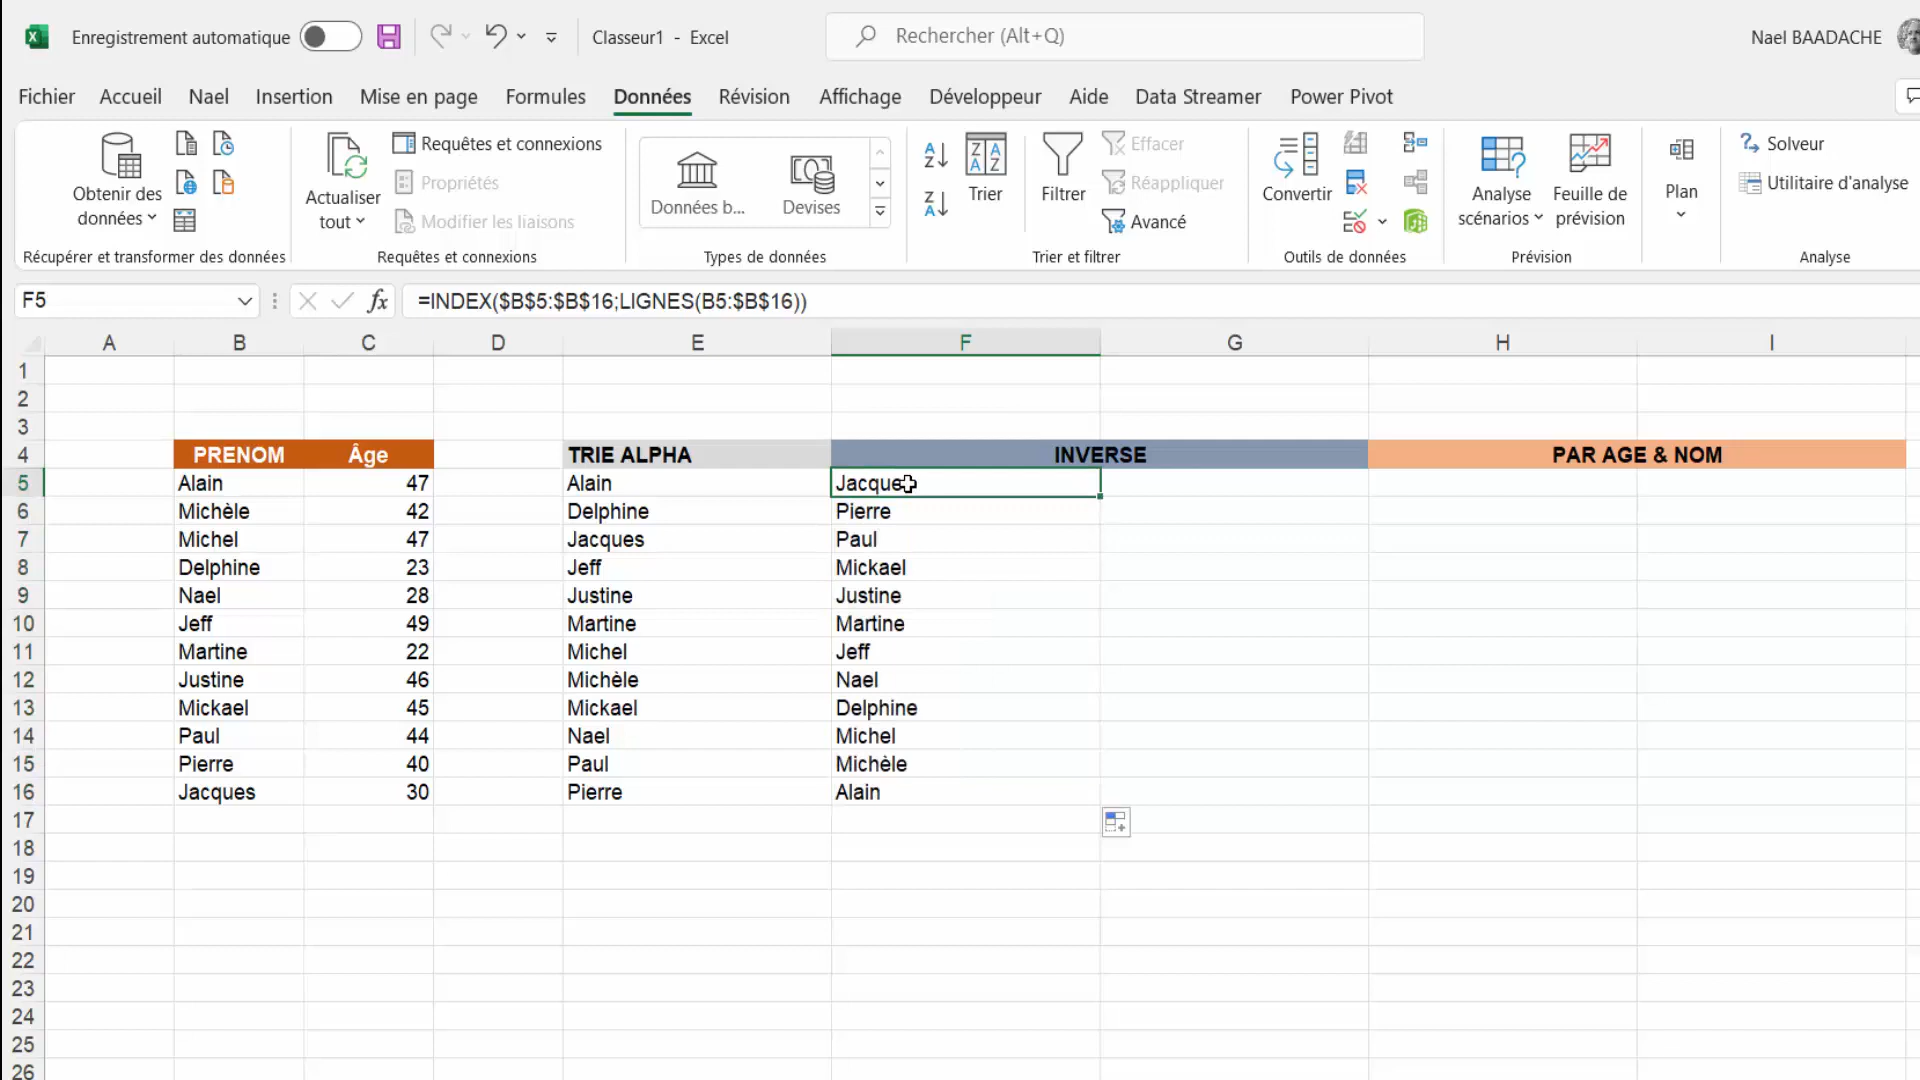 Enregistrement automatique
Classeur1 - Excel
Rechercher (Alt+Q)
Nael BAADACHE
Fichier Accueil Nael Insertion Mise en page Formules Données Révision Affichage Développeur Aide Data Streamer Power Pivot
Obtenir des données
Récupérer et transformer des données
Actualiser tout
Requêtes et connexions
Propriétés
Modifier les liaisons
Requêtes et connexions
Données b...
Devises
Types de données
Trier
Filtrer
Effacer
Réappliquer
Avancé
Trier et filtrer
Convertir
Outils de données
Analyse scénarios
Feuille de prévision
Prévision
Plan
Solveur
Utilitaire d'analyse
Analyse
F5 fx =INDEX($B$5:$B$16;LIGNES(B5:$B$16))
A B C D E F G H I
1
2
3
4 PRENOM Âge TRIE ALPHA INVERSE PAR AGE & NOM
5 Alain 47 Alain Jacques
6 Michèle 42 Delphine Pierre
7 Michel 47 Jacques Paul
8 Delphine 23 Jeff Mickael
9 Nael 28 Justine Justine
10 Jeff 49 Martine Martine
11 Martine 22 Michel Jeff
12 Justine 46 Michèle Nael
13 Mickael 45 Mickael Delphine
14 Paul 44 Nael Michel
15 Pierre 40 Paul Michèle
16 Jacques 30 Pierre Alain
17
18
19
20
21
22
23
24
25
26